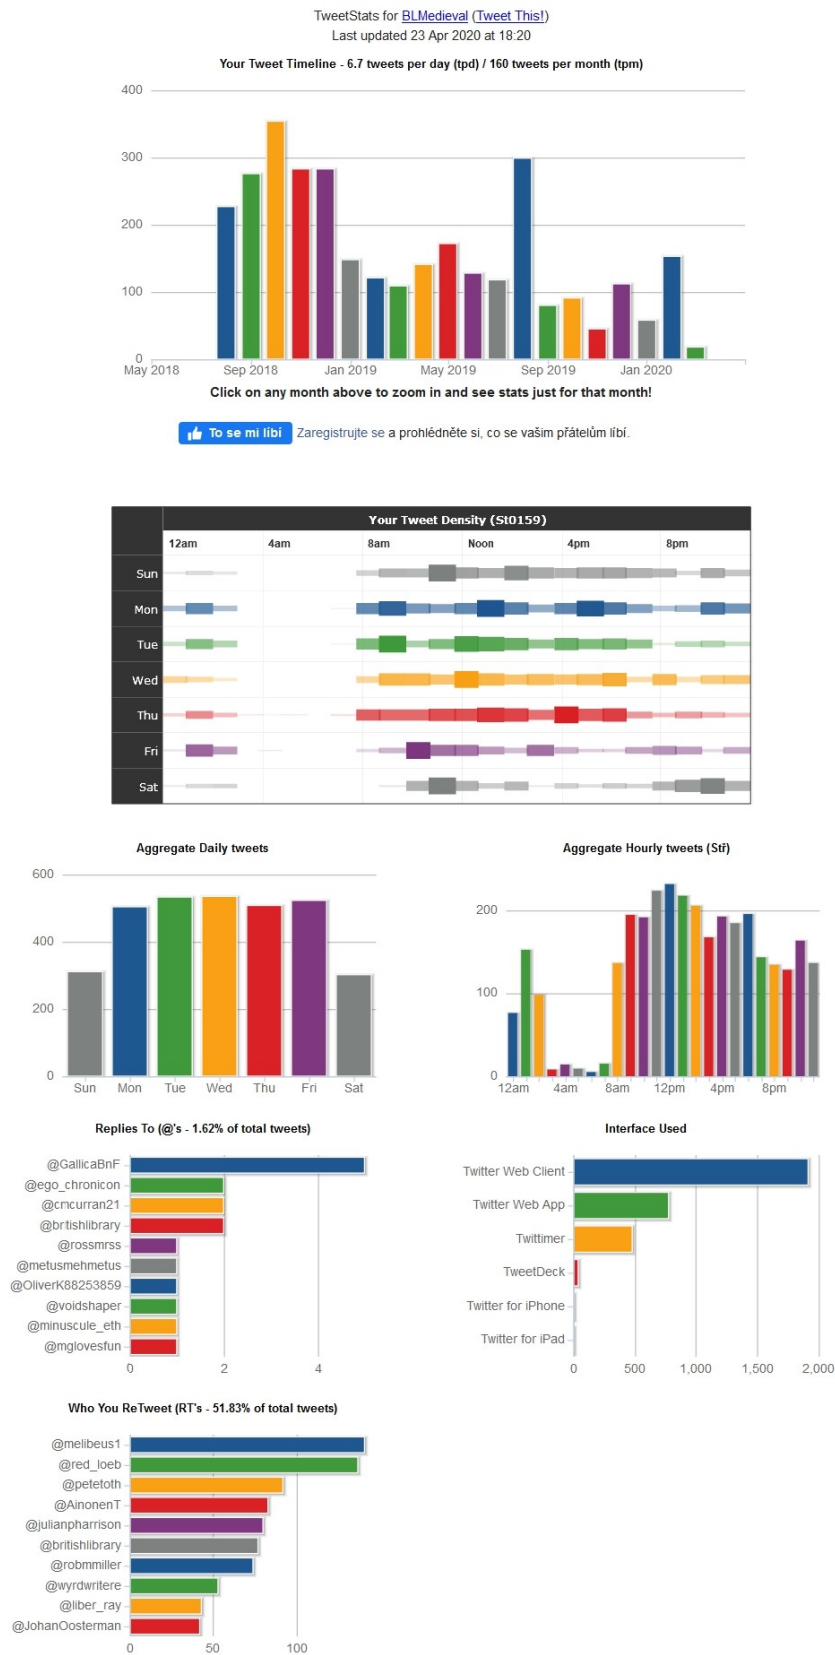 TweetStats for BLMedieval (Tweet This!)
Last updated 23 Apr 2020 at 18:20
Your Tweet Timeline - 6.7 tweets per day (tpd) / 160 tweets per month (tpm)
400
300
200
100
0
May 2018 Sep 2018 Jan 2019 May 2019 Sep 2019 Jan 2020
Click on any month above to zoom in and see stats just for that month!
To se mi líbí Zaregistrujte se a prohlédněte si, co se vašim přátelům líbí.
Your Tweet Density (St0159)
12am 4am 8am Noon 4pm 8pm
Sun
Mon
Tue
Wed
Thu
Fri
Sat
Aggregate Daily tweets
600
400
200
0
Sun Mon Tue Wed Thu Fri Sat
Aggregate Hourly tweets (Stř)
200
100
0
12am 4am 8am 12pm 4pm 8pm
Replies To (@'s - 1.62% of total tweets)
@GallicaBnF
@ego_chronicon
@cncurran21
@britishlibrary
@rossmrss
@metusmehmetus
@OliverK88253859
@voidshaper
@minuscule_eth
@mglovesfun
0 2 4
Interface Used
Twitter Web Client
Twitter Web App
Twittimer
TweetDeck
Twitter for iPhone
Twitter for iPad
0 500 1,000 1,500 2,000
Who You ReTweet (RT's - 51.83% of total tweets)
@melibeus1
@red_loeb
@petetoth
@AinonenT
@julianpharrison
@britishlibrary
@robmmiller
@wyrdwritere
@liber_ray
@JohanOosterman
0 50 100